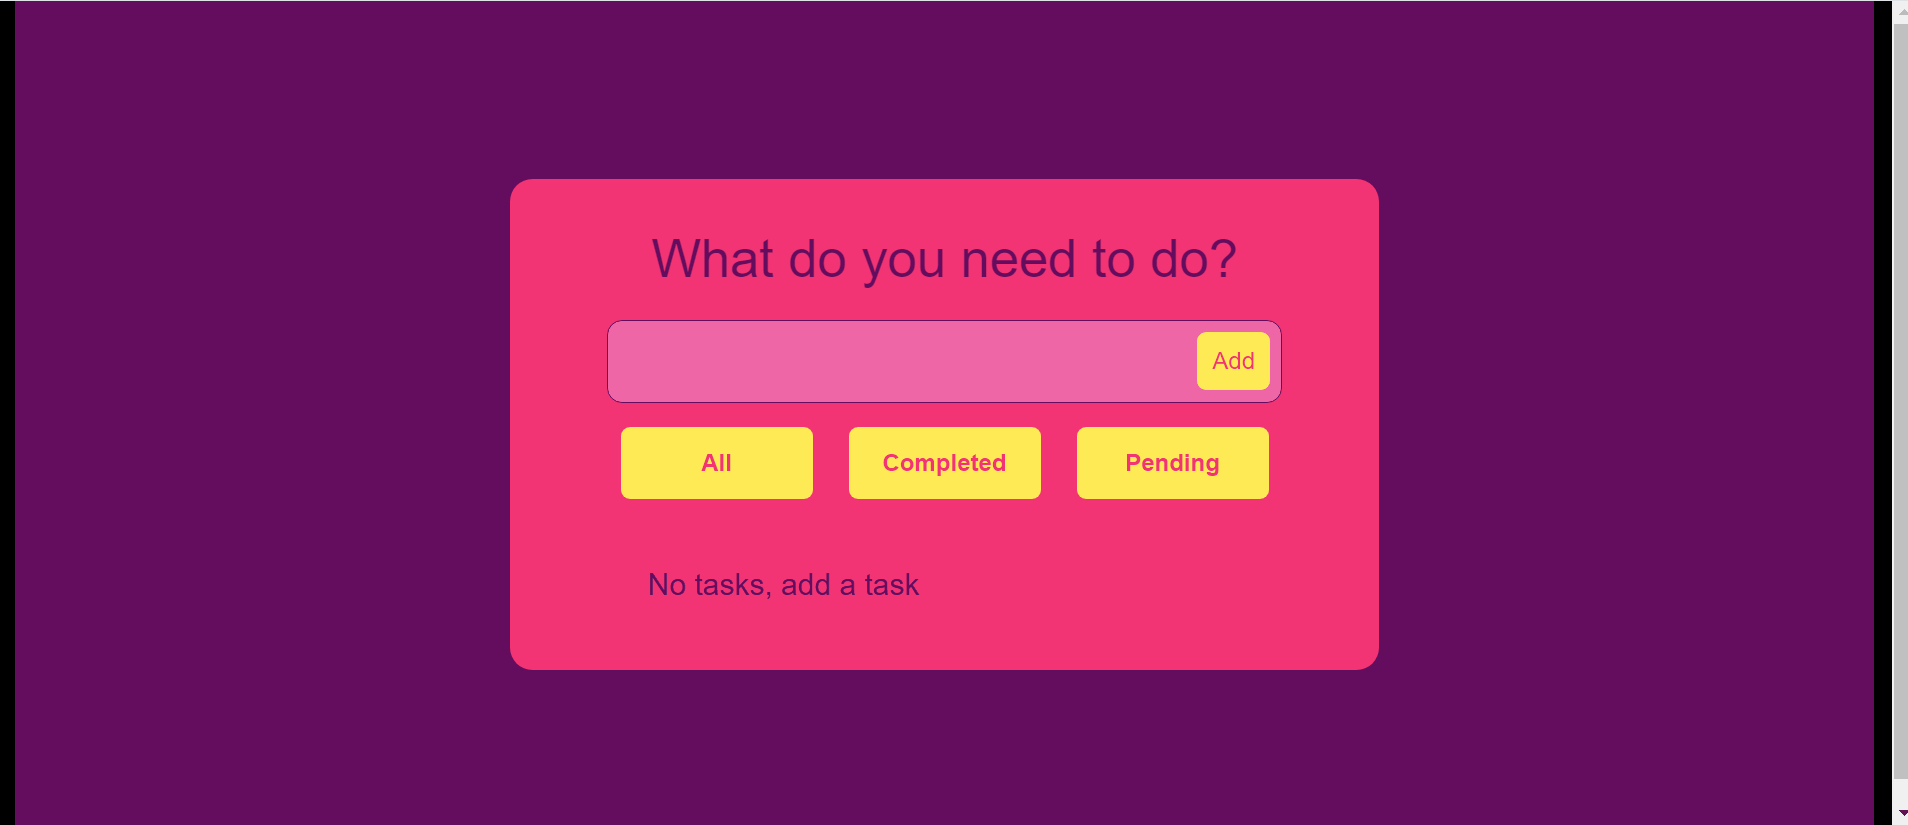 What do you need to do?
Add
All
Completed
Pending
No tasks, add a task